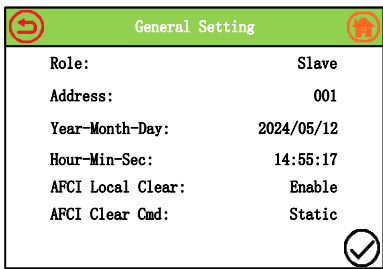 General Setting
Role: Slave
Address: 001
Year-Month-Day: 2024/05/12
Hour-Min-Sec: 14:55:17
AFCI Local Clear: Enable
AFCI Clear Cmd: Static